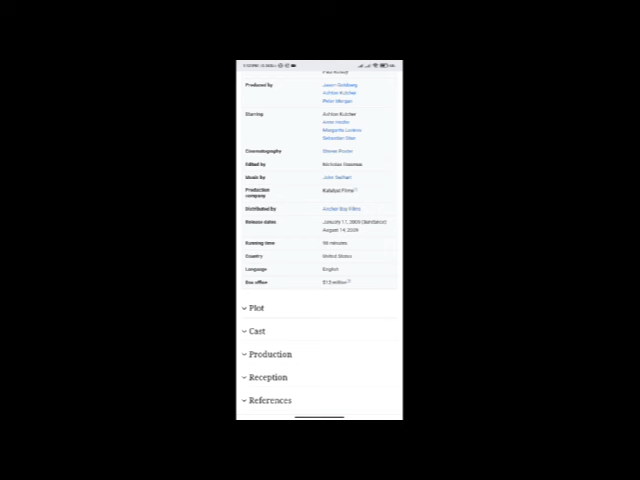 Produced by
Jason Goldberg
Ashton Kutcher
Peter Morgan
Starring
Ashton Kutcher
Anne Heche
Margarita Levieva
Sebastian Stan
Cinematography
Steven Poster
Edited by
Nicholas
Music by
John Swihart
Production
company
Katalyst Films
Distributed by
Anchor Bay Films
Release dates
January 17, 2009 (Sundance)
August 14, 2009
Running time
minutes
Country
United States
Language
English
Box office
million
Plot
Cast
Production
Reception
References